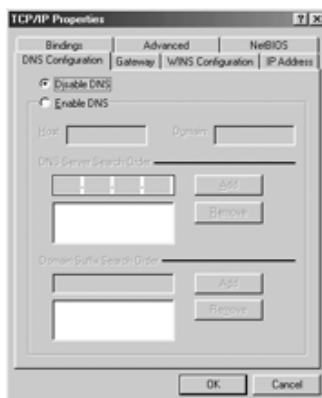 TCP/IP Properties
Bindings Advanced NetBIOS
DNS Configuration Gateway WINS Configuration IP Address
Disable DNS
Enable DNS
Host: Domain:
DNS Server Search Order
Add
Remove
Domain Suffix Search Order
Add
Remove
OK Cancel